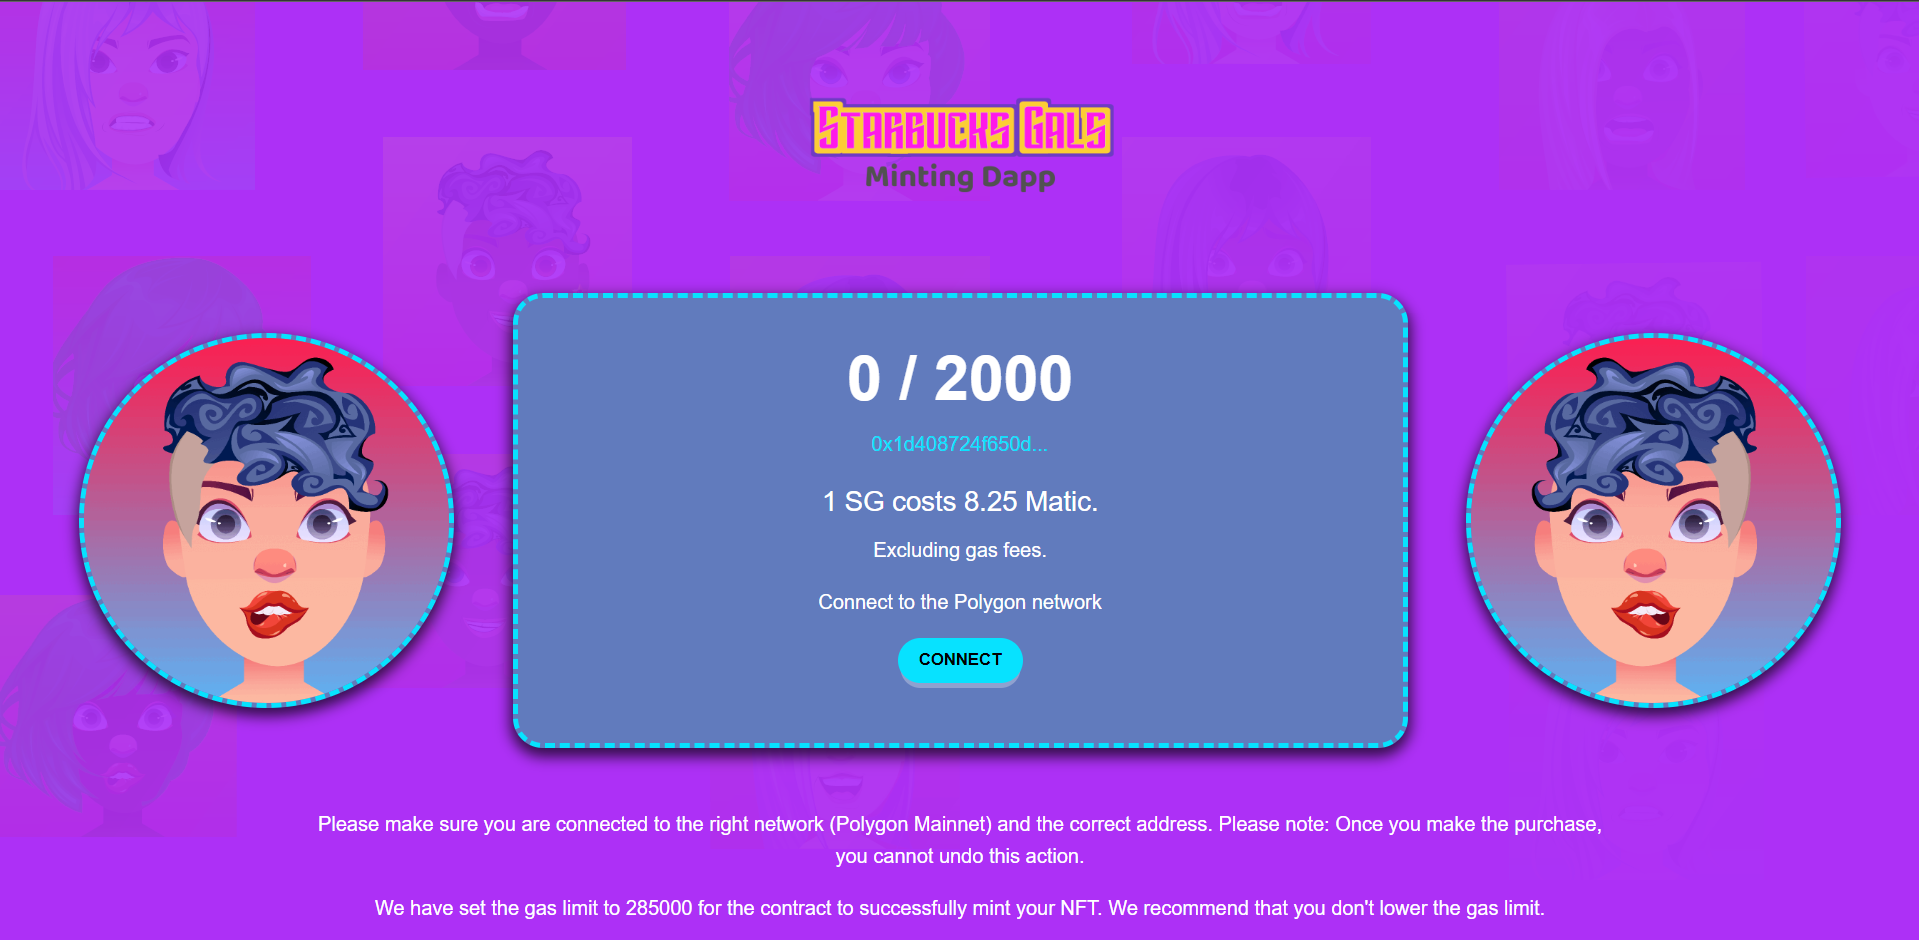 STARBUCKS GALS
Minting Dapp
0 / 2000
0x1d408724f650d...
1 SG costs 8.25 Matic.
Excluding gas fees.
Connect to the Polygon network
CONNECT
Please make sure you are connected to the right network (Polygon Mainnet) and the correct address. Please note: Once you make the purchase,
you cannot undo this action.
We have set the gas limit to 285000 for the contract to successfully mint your NFT. We recommend that you don't lower the gas limit.